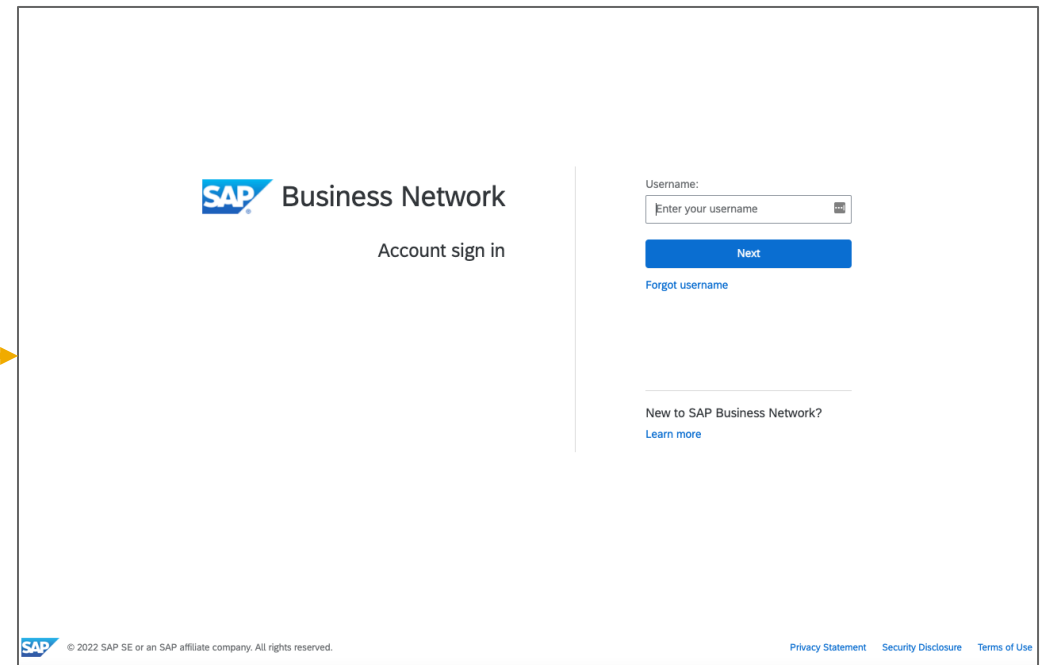 SAP Business Network
Account sign in
Username:
Enter your username
Next
Forgot username
New to SAP Business Network?
Learn more
SAP © 2022 SAP SE or an SAP affiliate company. All rights reserved.
Privacy Statement Security Disclosure Terms of Use